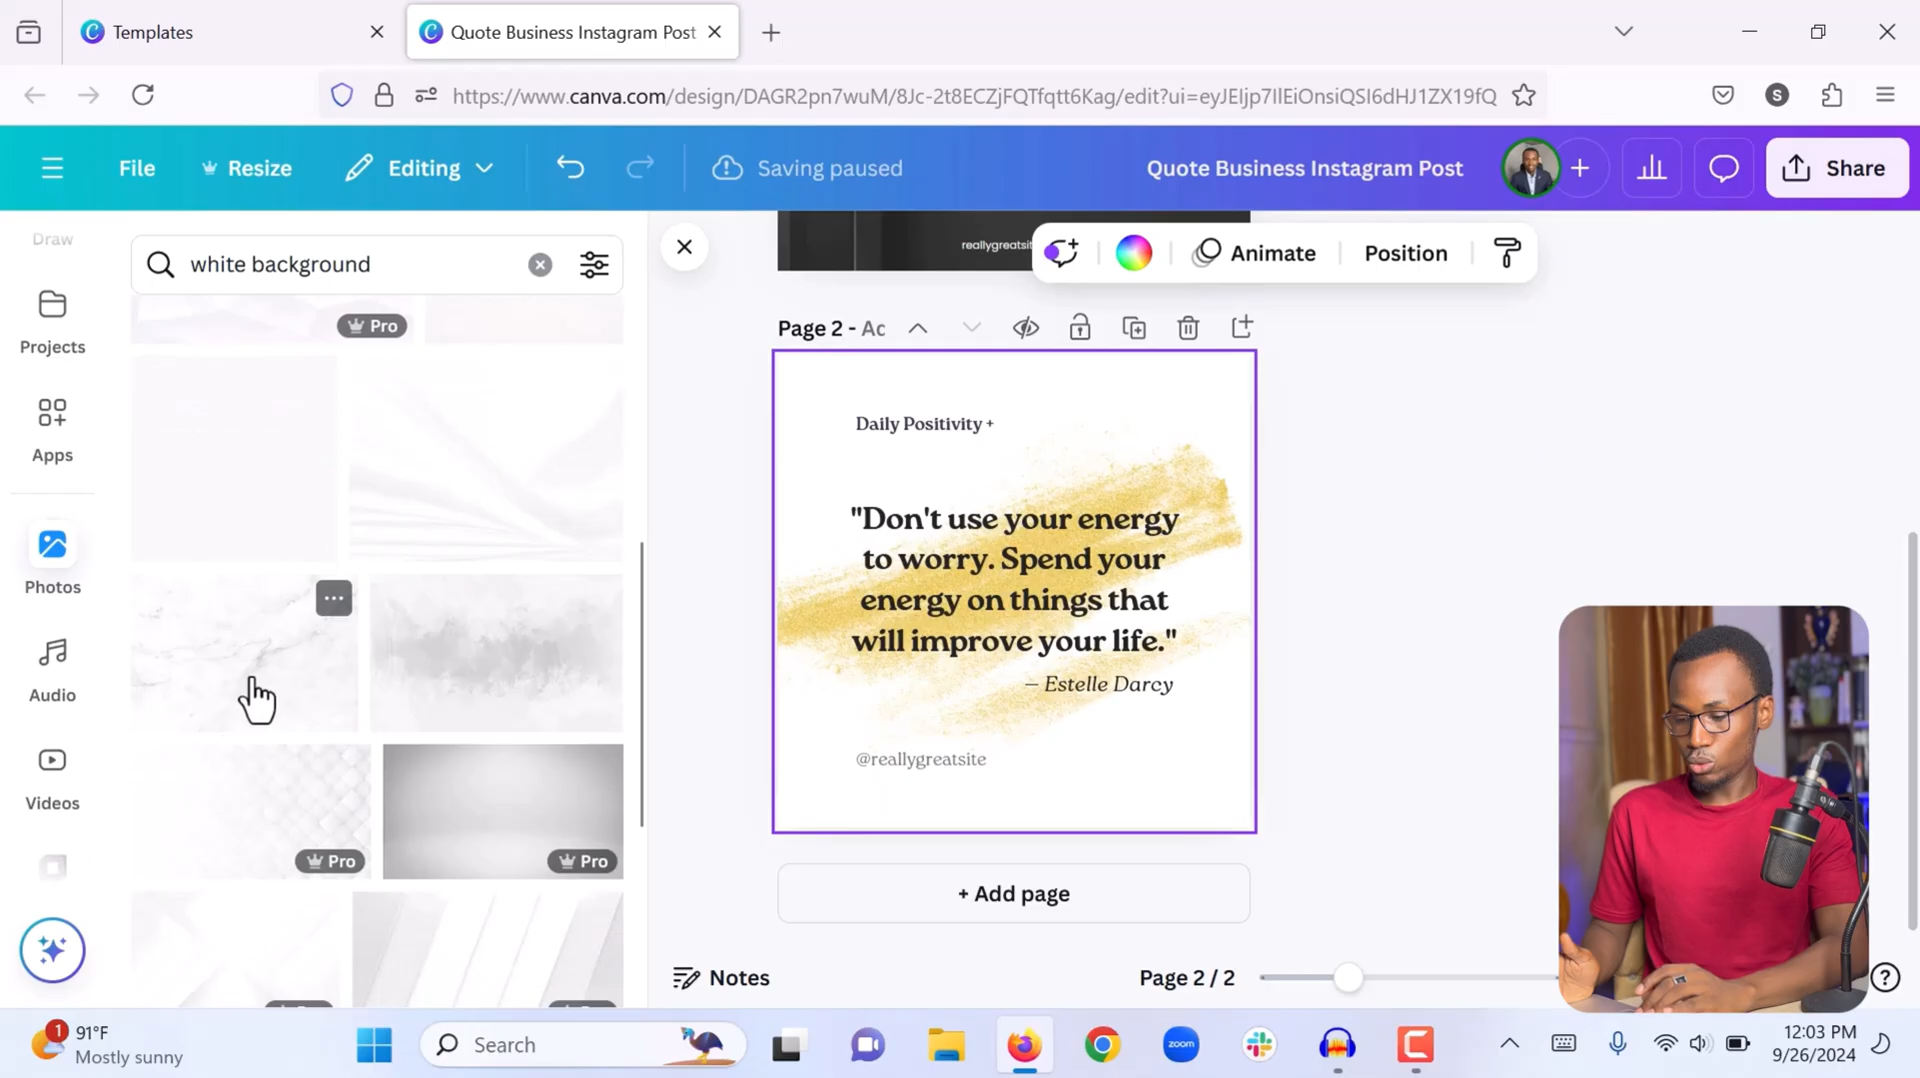 Templates
Quote Business Instagram Post
https://www.canva.com/design/DAGR2pn7wuM/8Jc-2t8ECZjFQTfqtt6Kag/edit?ui=eyJEIjp7IlEiOnsiQSI6dHJ1ZX19fQ
S
File
Resize
Editing
Saving paused
Quote Business Instagram Post
Share
Draw
Projects
Apps
Photos
Audio
Videos
white background
Pro
Pro
Pro
reallygreatsite
Animate
Position
Page 2 - Ac
Daily Positivity +
"Don't use your energy
to worry. Spend your
energy on things that
will improve your life."
— Estelle Darcy
@reallygreatsite
+ Add page
Notes
Page 2 / 2
1
91°F
Mostly sunny
Search
zoom
12:03 PM
9/26/2024